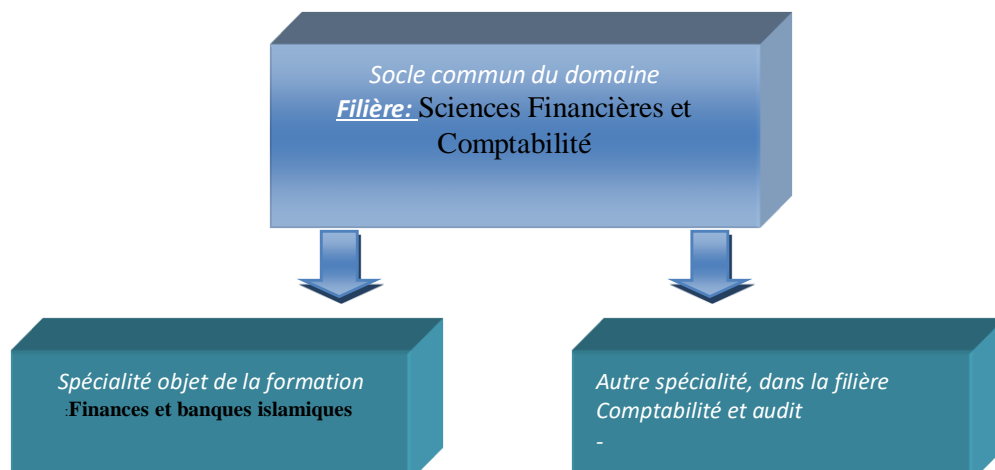 Socle commun du domaine
Filière: Sciences Financières et
Comptabilité
Spécialité objet de la formation
:Finances et banques islamiques
Autre spécialité, dans la filière
Comptabilité et audit
-